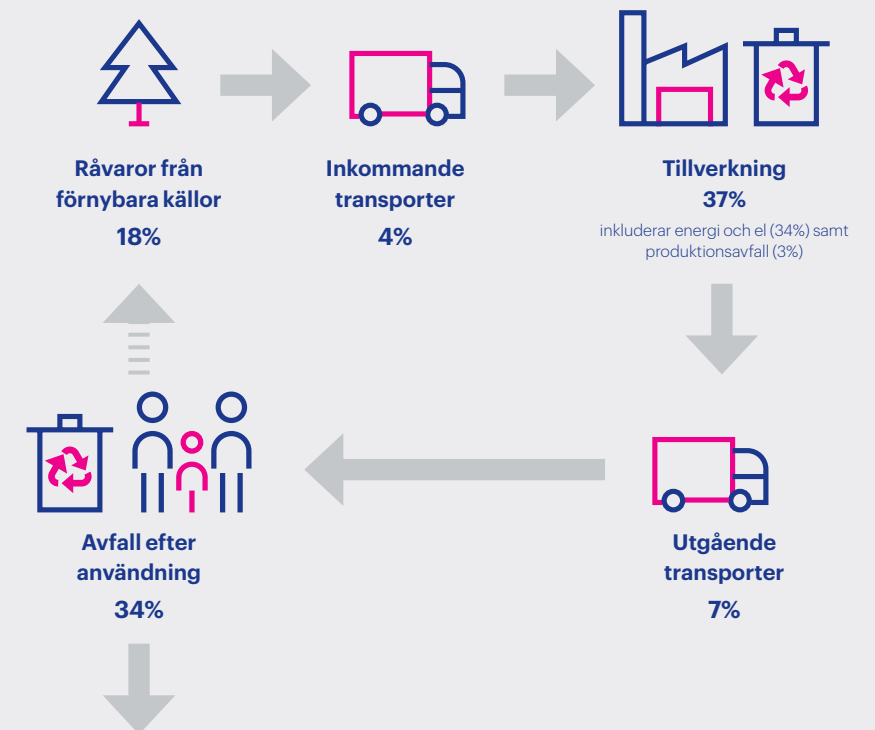 Råvaror från
förnybara källor
18%
Inkommande
transporter
4%
Tillverkning
37%
inkluderar energi och el (34%) samt
produktionsavfall (3%)
Avfall efter
användning
34%
Utgående
transporter
7%